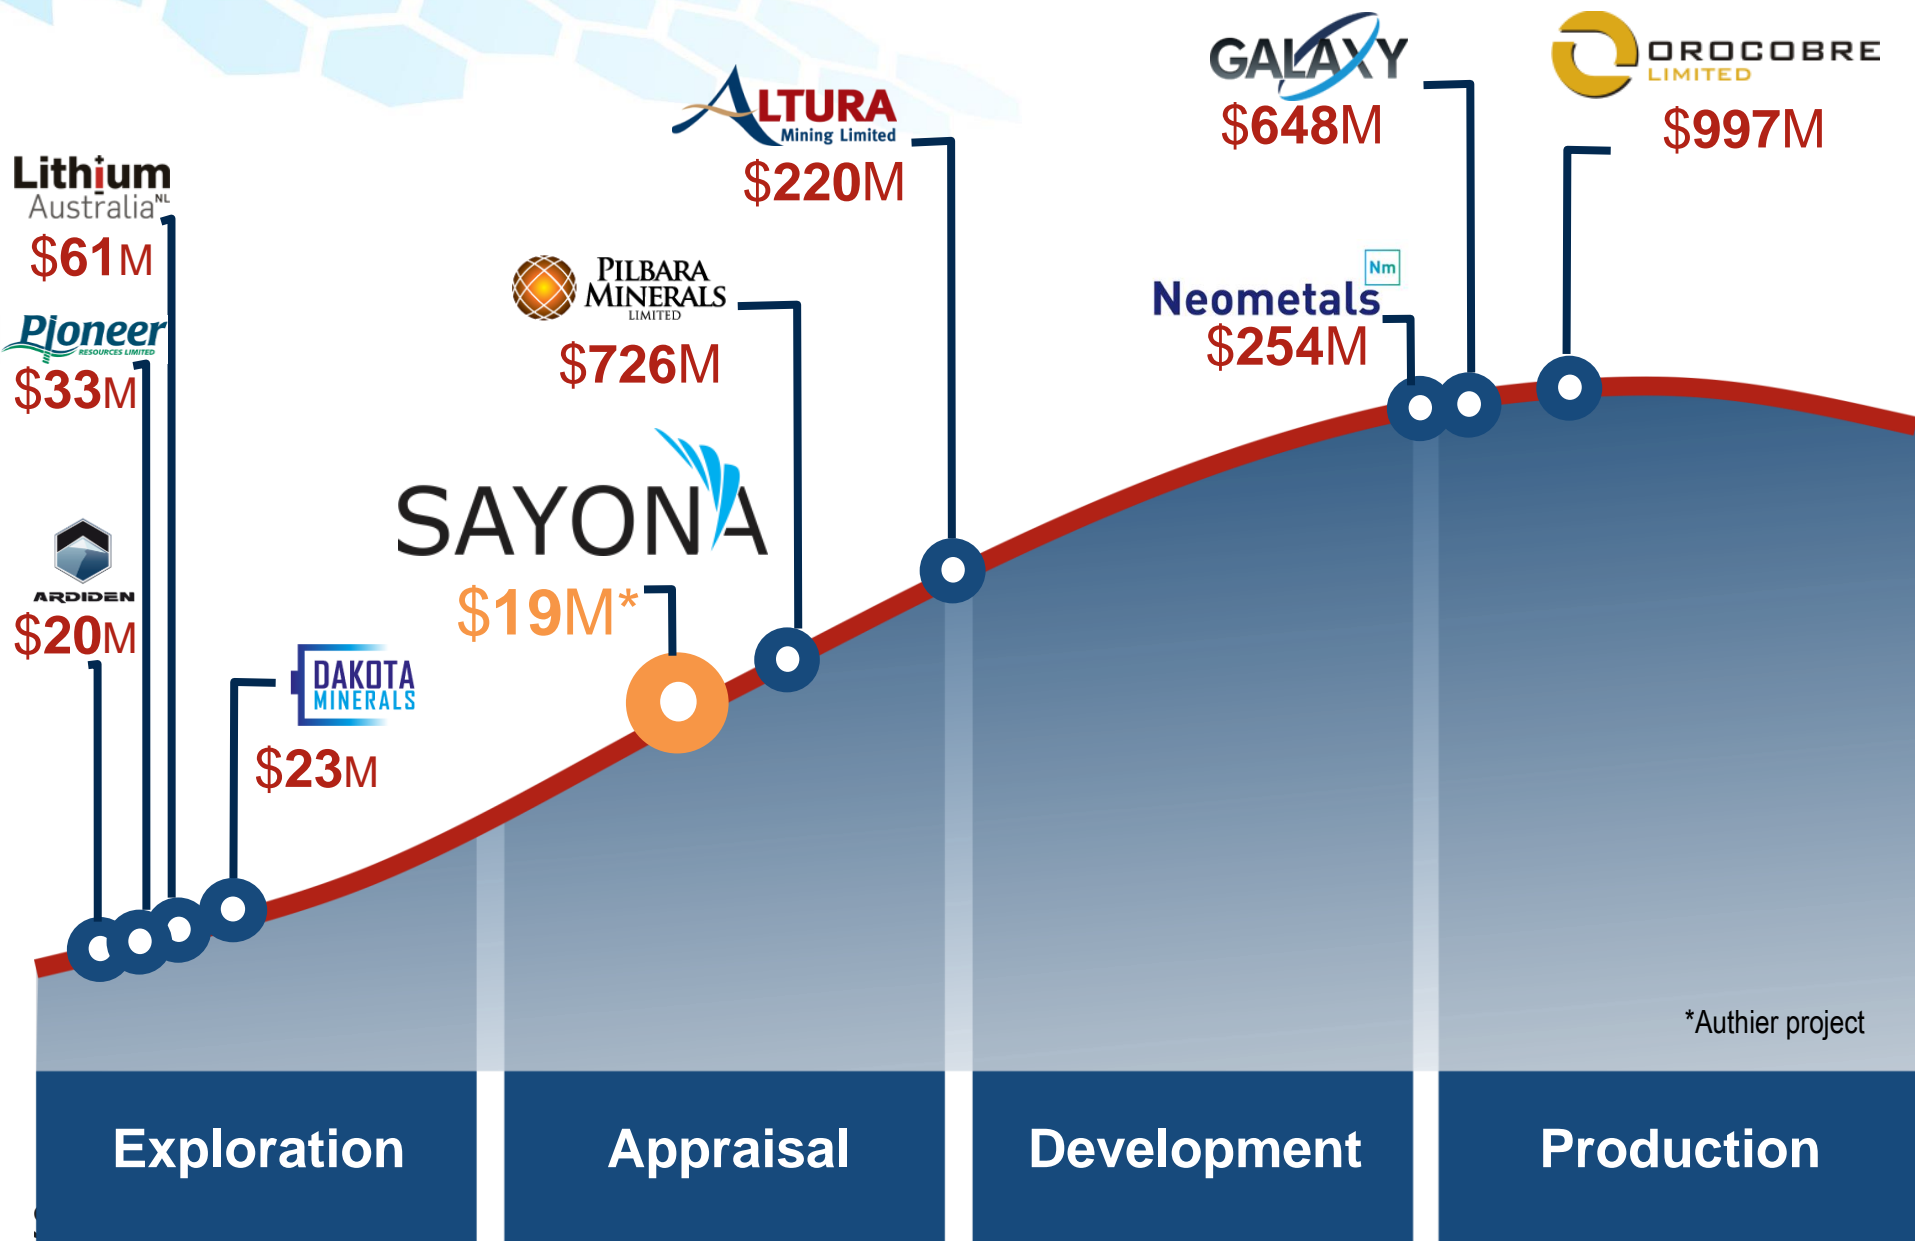 Lithium
Australia NL
$61M
Pioneer
RESOURCES LIMITED
$33M
ARDIDEN
$20M
DAKOTA
MINERALS
$23M
SAYONA
$19M*
PILBARA
MINERALS
LIMITED
$726M
ALTURA
Mining Limited
$220M
GALAXY
$648M
Nm
Neometals
$254M
OROCOBRE
LIMITED
$997M
*Authier project
Exploration
Appraisal
Development
Production